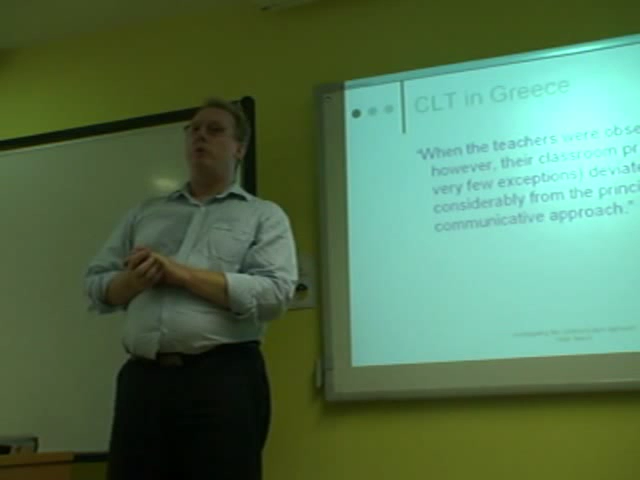 CLT in Greece
"When the teachers were obse
however, their classroom pr
very few exceptions) deviate
considerably from the princi
communicative approach."